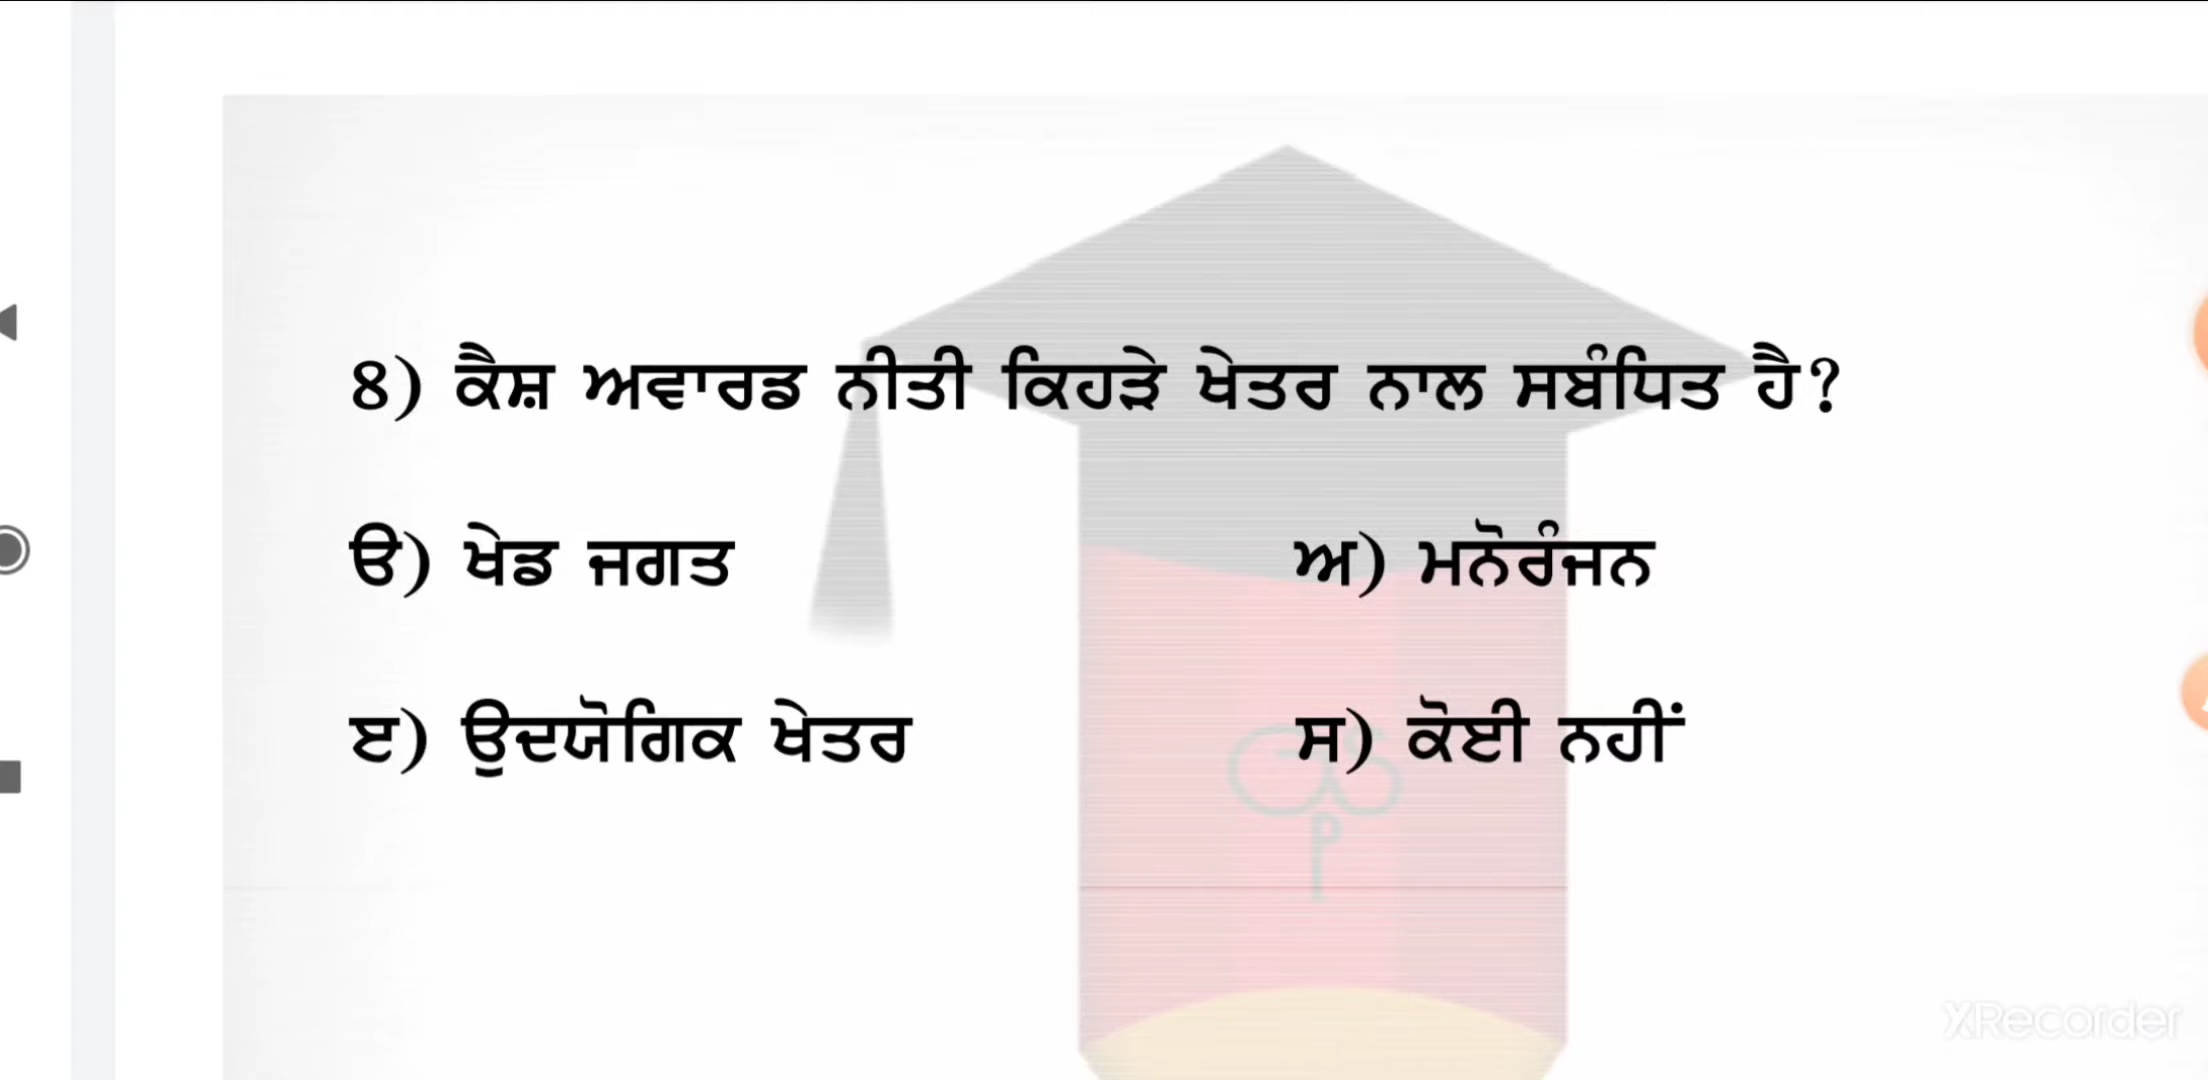 8) ਕੈਸ਼ ਅਵਾਰਡ ਨੀਤੀ ਕਿਹੜੇ ਖੇਤਰ ਨਾਲ ਸਬੰਧਿਤ ਹੈ?
ੳ) ਖੇਡ ਜਗਤ ਅ) ਮਨੋਰੰਜਨ
ੲ) ਉਦਯੋਗਿਕ ਖੇਤਰ ਸ) ਕੋਈ ਨਹੀਂ
XRecorder